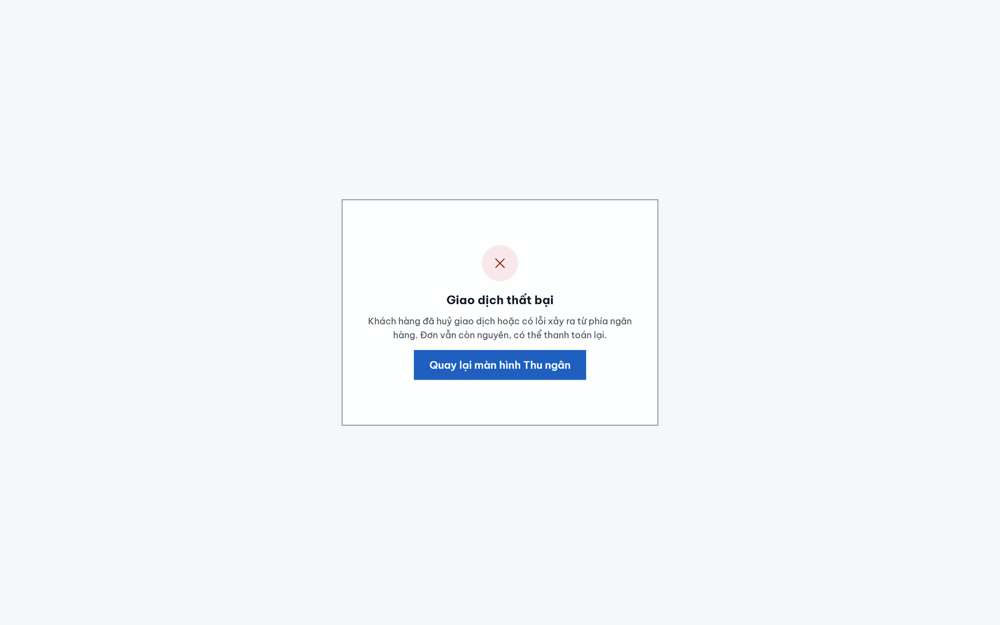 Giao dịch thất bại
Khách hàng đã huỷ giao dịch hoặc có lỗi xảy ra từ phía ngân
hàng. Đơn vẫn còn nguyên, có thể thanh toán lại.
Quay lại màn hình Thu ngân